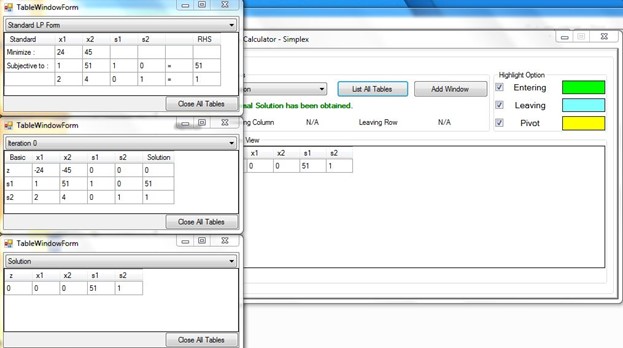 TableWindowForm
Standard LP Form
Standard x1 x2 s1 s2 RHS
Minimize : 24 45
Subjective to : 1 51 1 0 = 51
2 4 0 1 = 1
Close All Tables
TableWindowForm
Iteration 0
Basic x1 x2 s1 s2 Solution
z -24 -45 0 0 0
s1 1 51 1 0 51
s2 2 4 0 1 1
Close All Tables
TableWindowForm
Solution
z x1 x2 s1 s2
0 0 0 51 1
Close All Tables
Calculator - Simplex
List All Tables Add Window
Solution has been obtained.
Column N/A Leaving Row N/A
Highlight Option
Entering
Leaving
Pivot
View
x1 x2 s1 s2
0 0 51 1